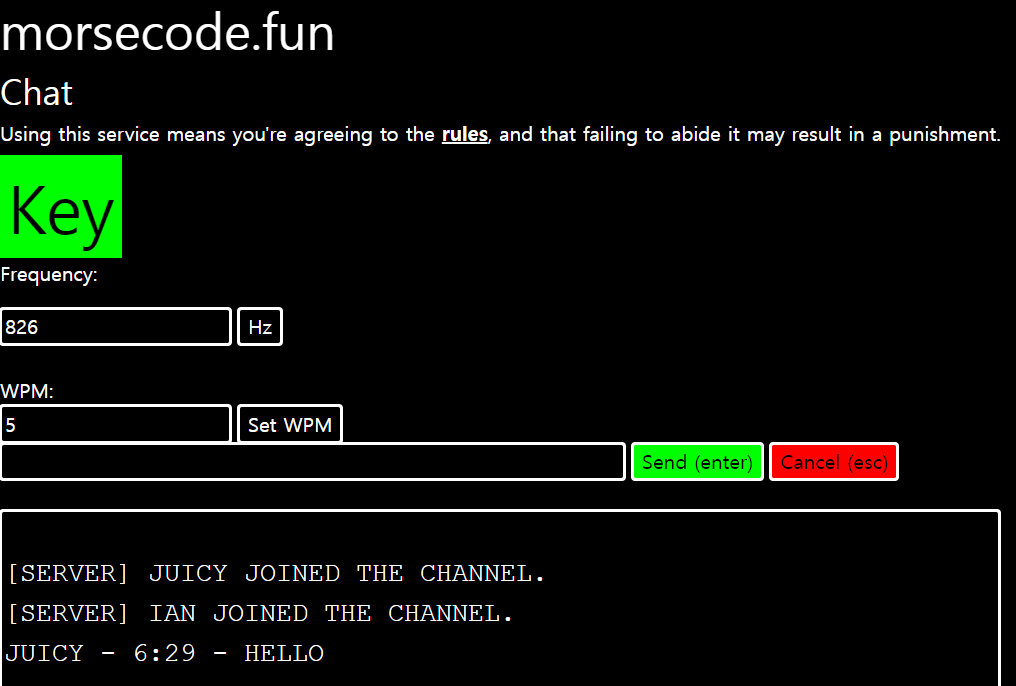 morsecode.fun
Chat
Using this service means you're agreeing to the rules, and that failing to abide it may result in a punishment.
Key
Frequency:
826 Hz
WPM:
5 Set WPM
Send (enter) Cancel (esc)
[SERVER] JUICY JOINED THE CHANNEL.
[SERVER] IAN JOINED THE CHANNEL.
JUICY - 6:29 - HELLO